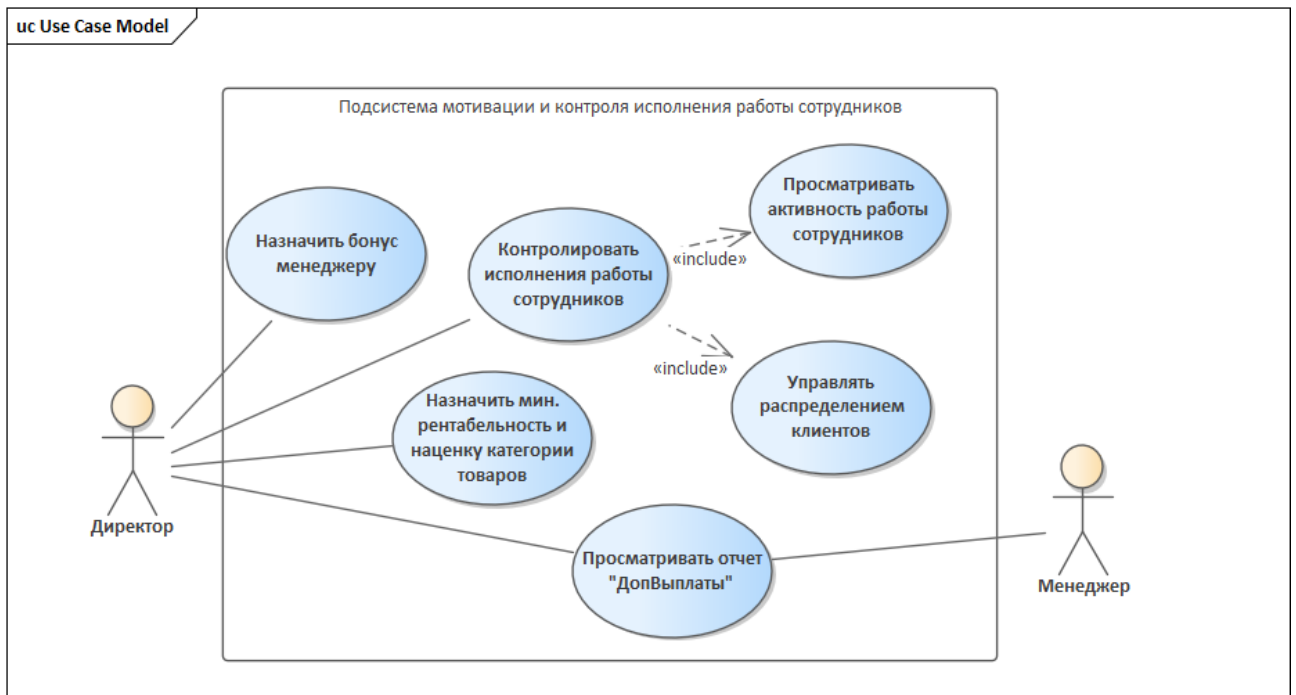 uc Use Case Model
Подсистема мотивации и контроля исполнения работы сотрудников
Назначить бонус
менеджеру
Контролировать
исполнения работы
сотрудников
Просматривать
активность работы
сотрудников
«include»
«include»
Управлять
распределением
клиентов
Назначить мин.
рентабельность и
наценку категории
товаров
Просматривать отчет
"ДопВыплаты"
Директор
Менеджер